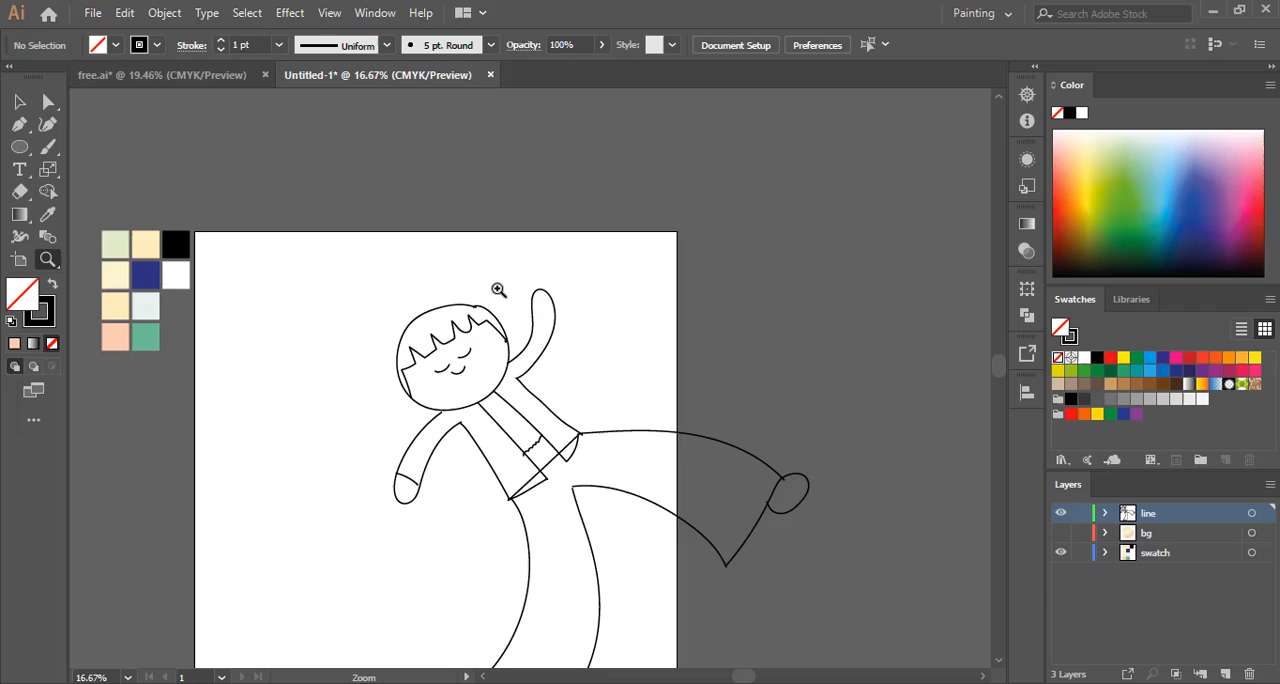 Ai File Edit Object Type Select Effect View Window Help Painting Search Adobe Stock
No Selection Stroke: 1 pt Uniform 5 pt. Round Opacity: 100% Style: Document Setup Preferences
free.ai* @ 19.46% (CMYK/Preview) Untitled-1* @ 16.67% (CMYK/Preview)
Color
Swatches Libraries
Layers
line
bg
swatch
3 Layers
16.67% 1 Zoom